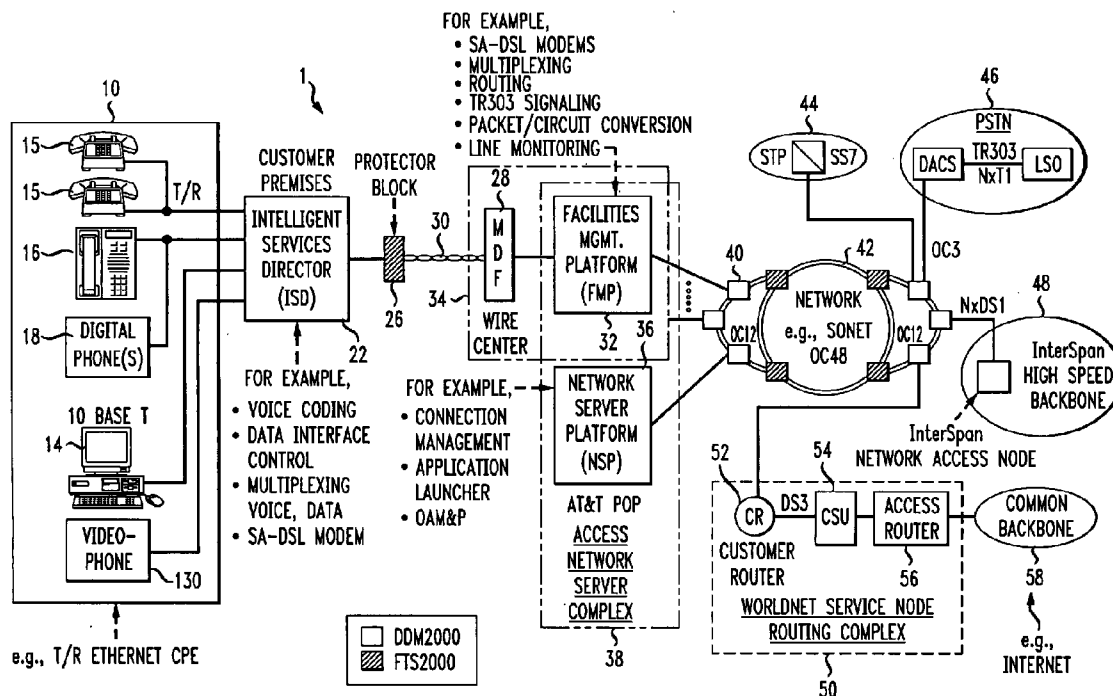 FOR EXAMPLE,
• SA-DSL MODEMS
• MULTIPLEXING
• ROUTING
• TR303 SIGNALING
• PACKET/CIRCUIT CONVERSION
• LINE MONITORING
1
10
15
15
T/R
16
18
DIGITAL
PHONE(S)
10 BASE T
14
VIDEO-
PHONE
130
e.g., T/R ETHERNET CPE
CUSTOMER
PREMISES
INTELLIGENT
SERVICES
DIRECTOR
(ISD)
22
FOR EXAMPLE,
• VOICE CODING
• DATA INTERFACE
CONTROL
• MULTIPLEXING
VOICE, DATA
• SA-DSL MODEM
PROTECTOR
BLOCK
26
30
34
28
M
D
F
WIRE
CENTER
FACILITIES
MGMT.
PLATFORM
(FMP)
32
36
FOR EXAMPLE,
• CONNECTION
MANAGEMENT
• APPLICATION
LAUNCHER
• OAM&P
NETWORK
SERVER
PLATFORM
(NSP)
AT&T POP
ACCESS
NETWORK
SERVER
COMPLEX
38
DDM2000
FTS2000
40
42
NETWORK
e.g., SONET
OC48
OC12
OC12
44
STP
SS7
OC3
46
PSTN
DACS
TR303
NxT1
LSO
NxDS1
48
InterSpan
HIGH SPEED
BACKBONE
InterSpan
NETWORK ACCESS NODE
52
CR
CUSTOMER
ROUTER
DS3
54
CSU
ACCESS
ROUTER
56
WORLDNET SERVICE NODE
ROUTING COMPLEX
50
COMMON
BACKBONE
58
e.g.,
INTERNET